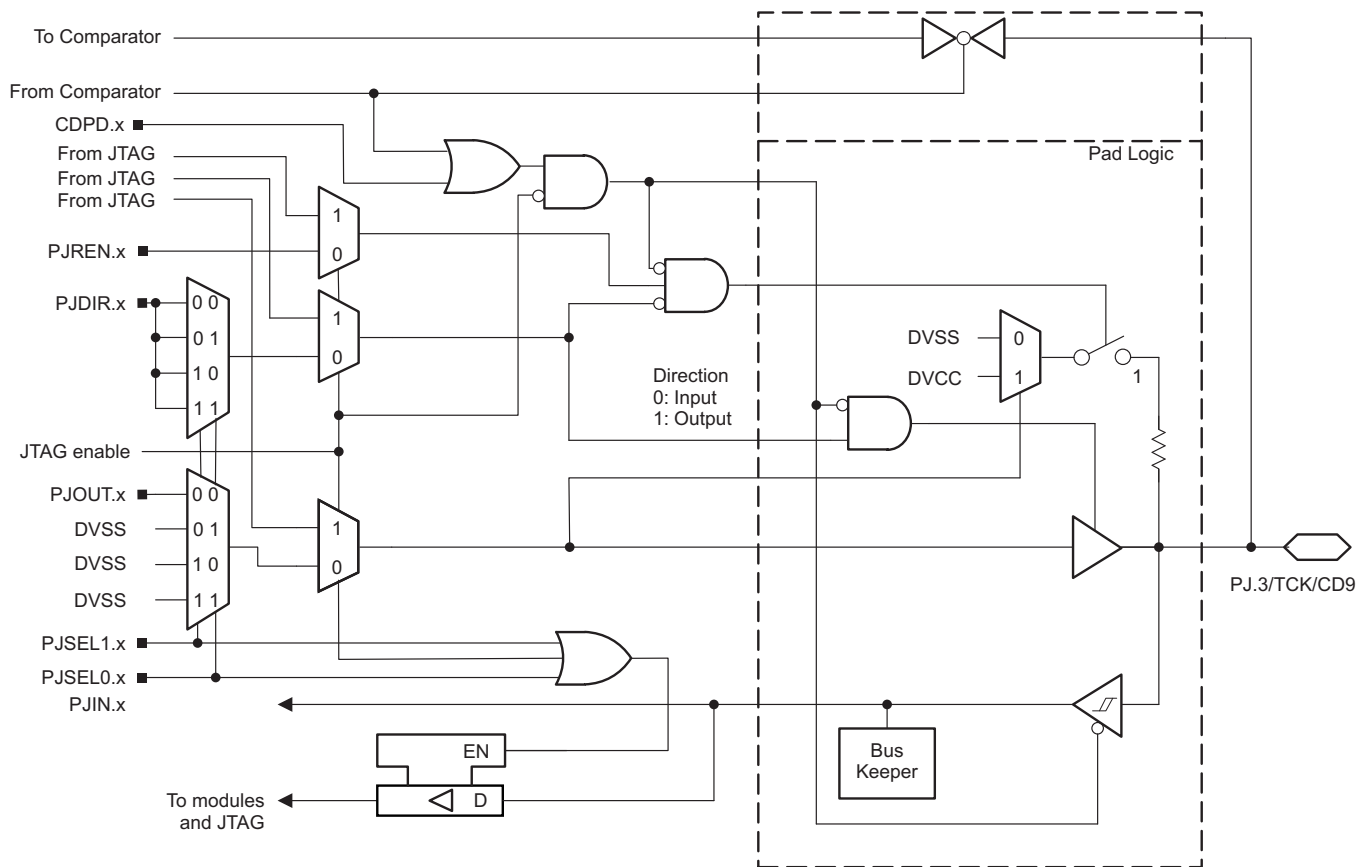 To Comparator
From Comparator
CDPD.x
From JTAG
From JTAG
From JTAG
PJREN.x
PJDIR.x
JTAG enable
PJOUT.x
DVSS
DVSS
DVSS
PJSEL1.x
PJSEL0.x
PJIN.x
To modules
and JTAG
1
0
0 0
0 1
1 0
1 1
1
0
0 0
0 1
1 0
1 1
1
0
EN
D
Direction
0: Input
1: Output
Pad Logic
DVSS
DVCC
0
1
1
Bus
Keeper
PJ.3/TCK/CD9